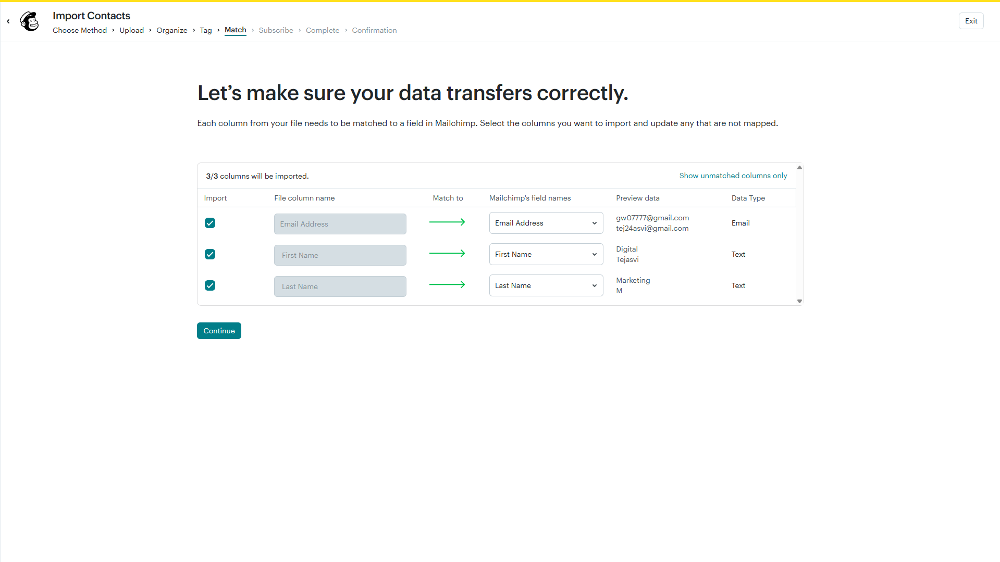 Import Contacts
Exit
Choose Method › Upload › Organize › Tag › Match › Subscribe › Complete › Confirmation
Let’s make sure your data transfers correctly.
Each column from your file needs to be matched to a field in Mailchimp. Select the columns you want to import and update any that are not mapped.
3/3 columns will be imported. Show unmatched columns only
Import File column name Match to Mailchimp's field names Preview data Data Type
Email Address Email Address gw07777@gmail.com Email
tej24asvi@gmail.com
First Name First Name Digital Text
Tejasvi
Last Name Last Name Marketing Text
M
Continue